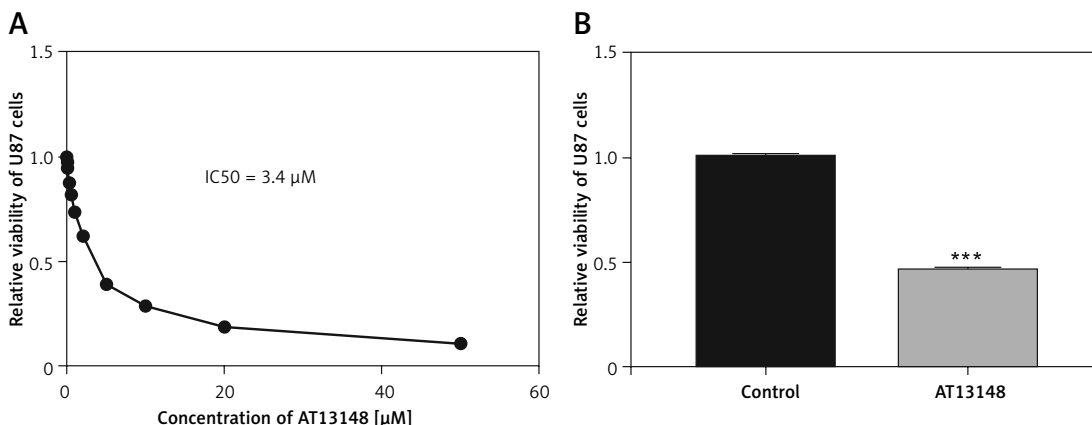 A
Relative viability of U87 cells
1.5
1.0
0.5
0
IC50 = 3.4 μM
0 20 40 60
Concentration of AT13148 [μM]
B
Relative viability of U87 cells
1.5
1.0
0.5
0
***
Control AT13148